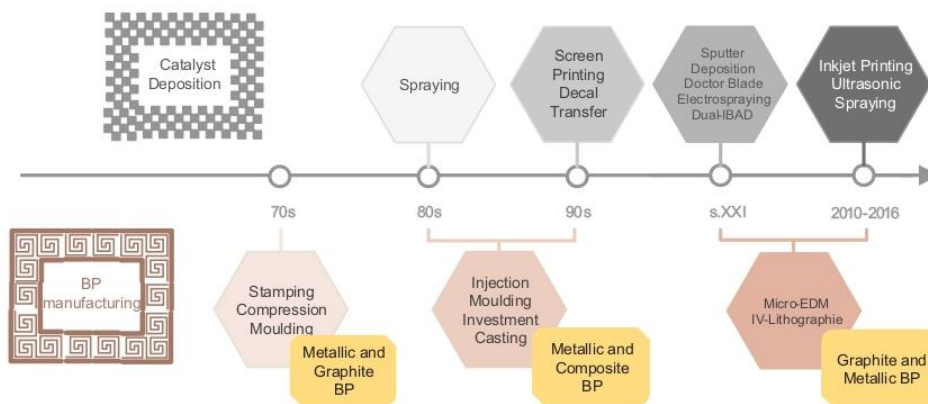 Catalyst
Deposition
Spraying
Screen
Printing
Decal
Transfer
Sputter
Deposition
Doctor Blade
Electrospraying
Dual-IBAD
Inkjet Printing
Ultrasonic
Spraying
70s
80s
90s
s.XXI
2010-2016
BP
manufacturing
Stamping
Compression
Moulding
Metallic and
Graphite
BP
Injection
Moulding
Investment
Casting
Metallic and
Composite
BP
Micro-EDM
IV-Lithographie
Graphite and
Metallic BP